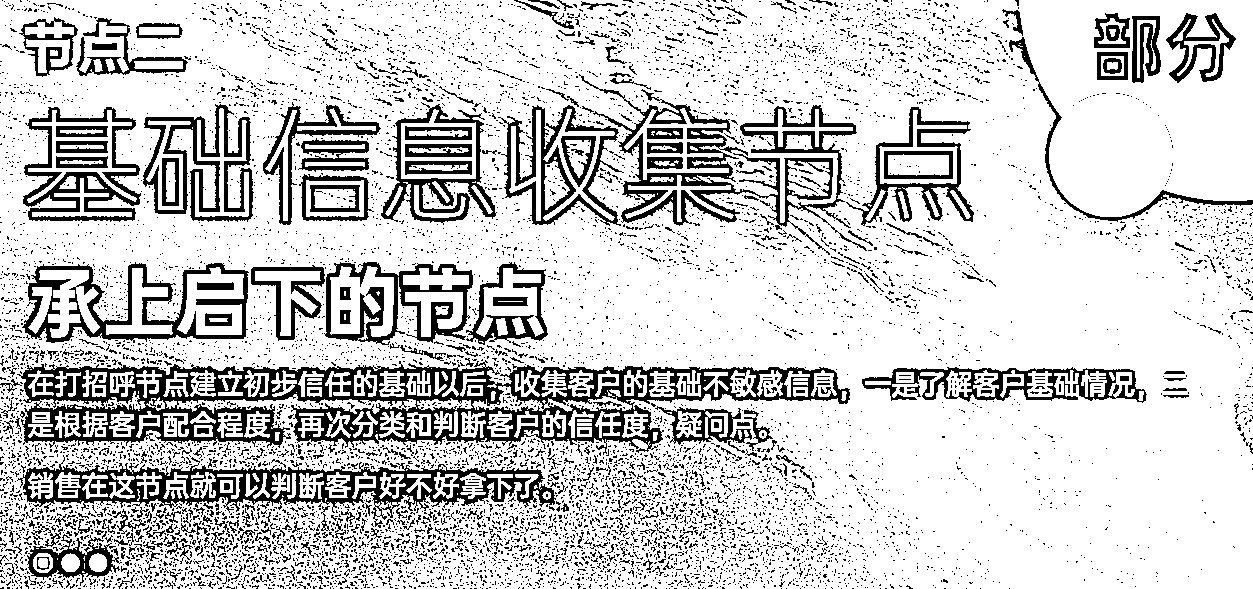 节点二
部分
基础信息收集节点
承上启下的节点
在打招呼节点建立初步信任的基础以后，收集客户的基础不敏感信息，一是了解客户基础情况，二
是根据客户配合程度，再次分类和判断客户的信任度，疑问点。
销售在这节点就可以判断客户好不好拿下了。